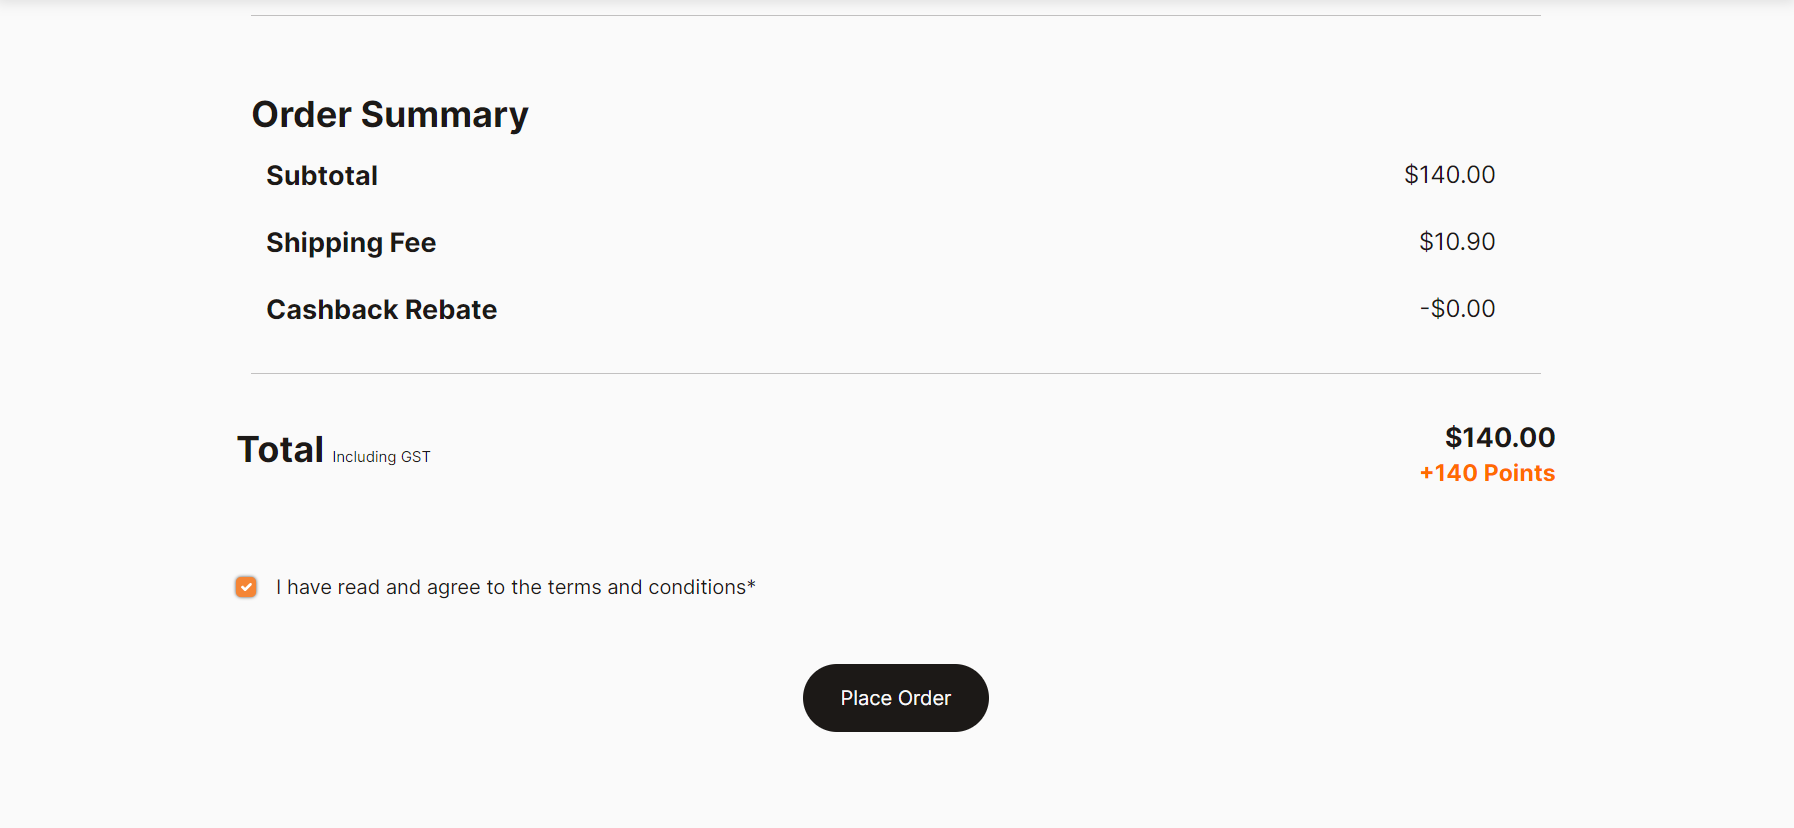 Order Summary
Subtotal $140.00
Shipping Fee $10.90
Cashback Rebate -$0.00
Total Including GST $140.00
+140 Points
I have read and agree to the terms and conditions*
Place Order